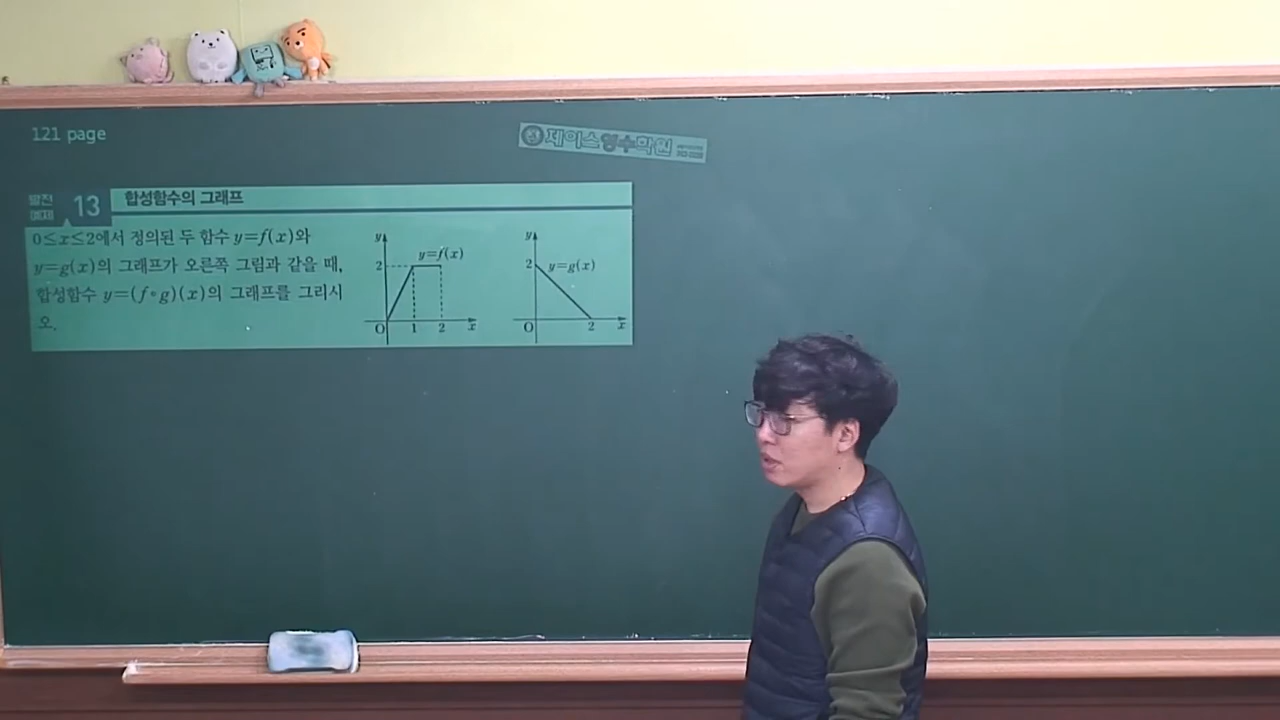 121 page
제이스영수학원
발전
예제 13 합성함수의 그래프
0≤x≤2에서 정의된 두 함수 y=f(x)와
y=g(x)의 그래프가 오른쪽 그림과 같을 때,
합성함수 y=(f∘g)(x)의 그래프를 그리시
오.
y
y=f(x)
2
O 1 2 x
y
2 y=g(x)
O 2 x